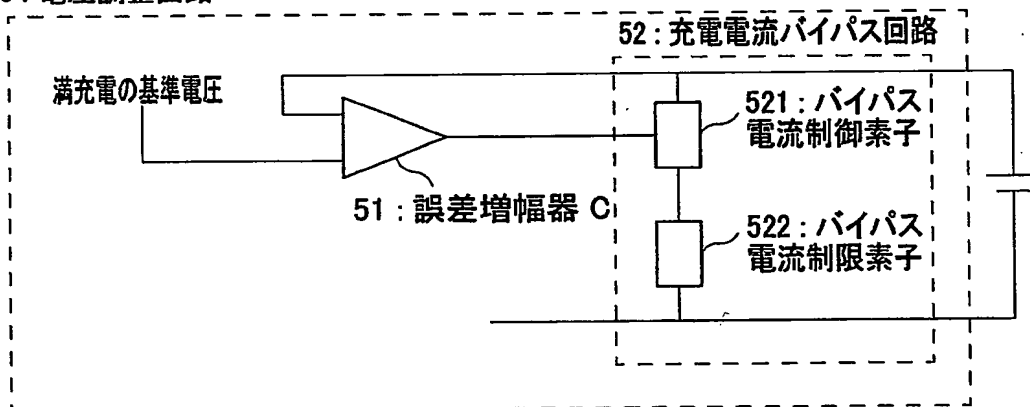 52 : 充電電流バイパス回路
満充電の基準電圧
521 : バイパス
電流制御素子
51 : 誤差増幅器 C
522 : バイパス
電流制限素子